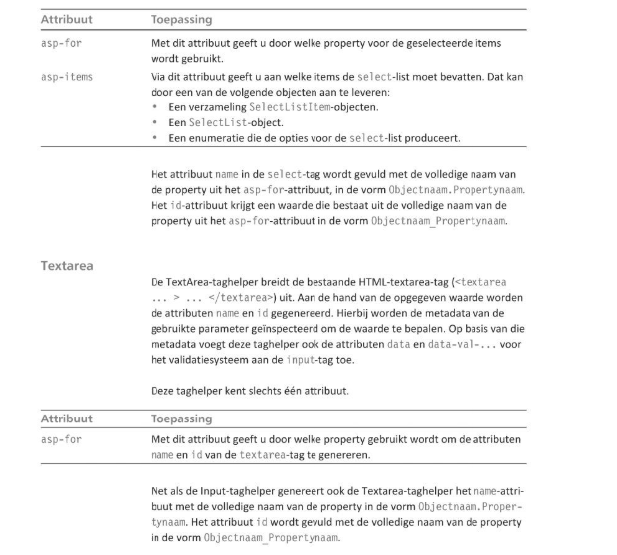 Attribuut Toepassing
asp-for Met dit attribuut geeft u door welke property voor de geselecteerde items
wordt gebruikt.
asp-items Via dit attribuut geeft u aan welke items de select-list moet bevatten. Dat kan
door een van de volgende objecten aan te leveren:
• Een verzameling SelectListItem-objecten.
• Een SelectList-object.
• Een enumeratie die de opties voor de select-list produceert.
Het attribuut name in de select-tag wordt gevuld met de volledige naam van
de property uit het asp-for-attribuut, in de vorm Objectnaam.Propertynaam.
Het id-attribuut krijgt een waarde die bestaat uit de volledige naam van de
property uit het asp-for-attribuut in de vorm Objectnaam_Propertynaam.
Textarea
De TextArea-taghelper breidt de bestaande HTML-textarea-tag (<textarea
... > ... </textarea>) uit. Aan de hand van de opgegeven waarde worden
de attributen name en id gegenereerd. Hierbij worden de metadata van de
gebruikte parameter geïnspecteerd om de waarde te bepalen. Op basis van die
metadata voegt deze taghelper ook de attributen data en data-val-... voor
het validatiesysteem aan de input-tag toe.
Deze taghelper kent slechts één attribuut.
Attribuut Toepassing
asp-for Met dit attribuut geeft u door welke property gebruikt wordt om de attributen
name en id van de textarea-tag te genereren.
Net als de Input-taghelper genereert ook de Textarea-taghelper het name-attri-
buut met de volledige naam van de property in de vorm Objectnaam.Proper-
tynaam. Het attribuut id wordt gevuld met de volledige naam van de property
in de vorm Objectnaam_Propertynaam.